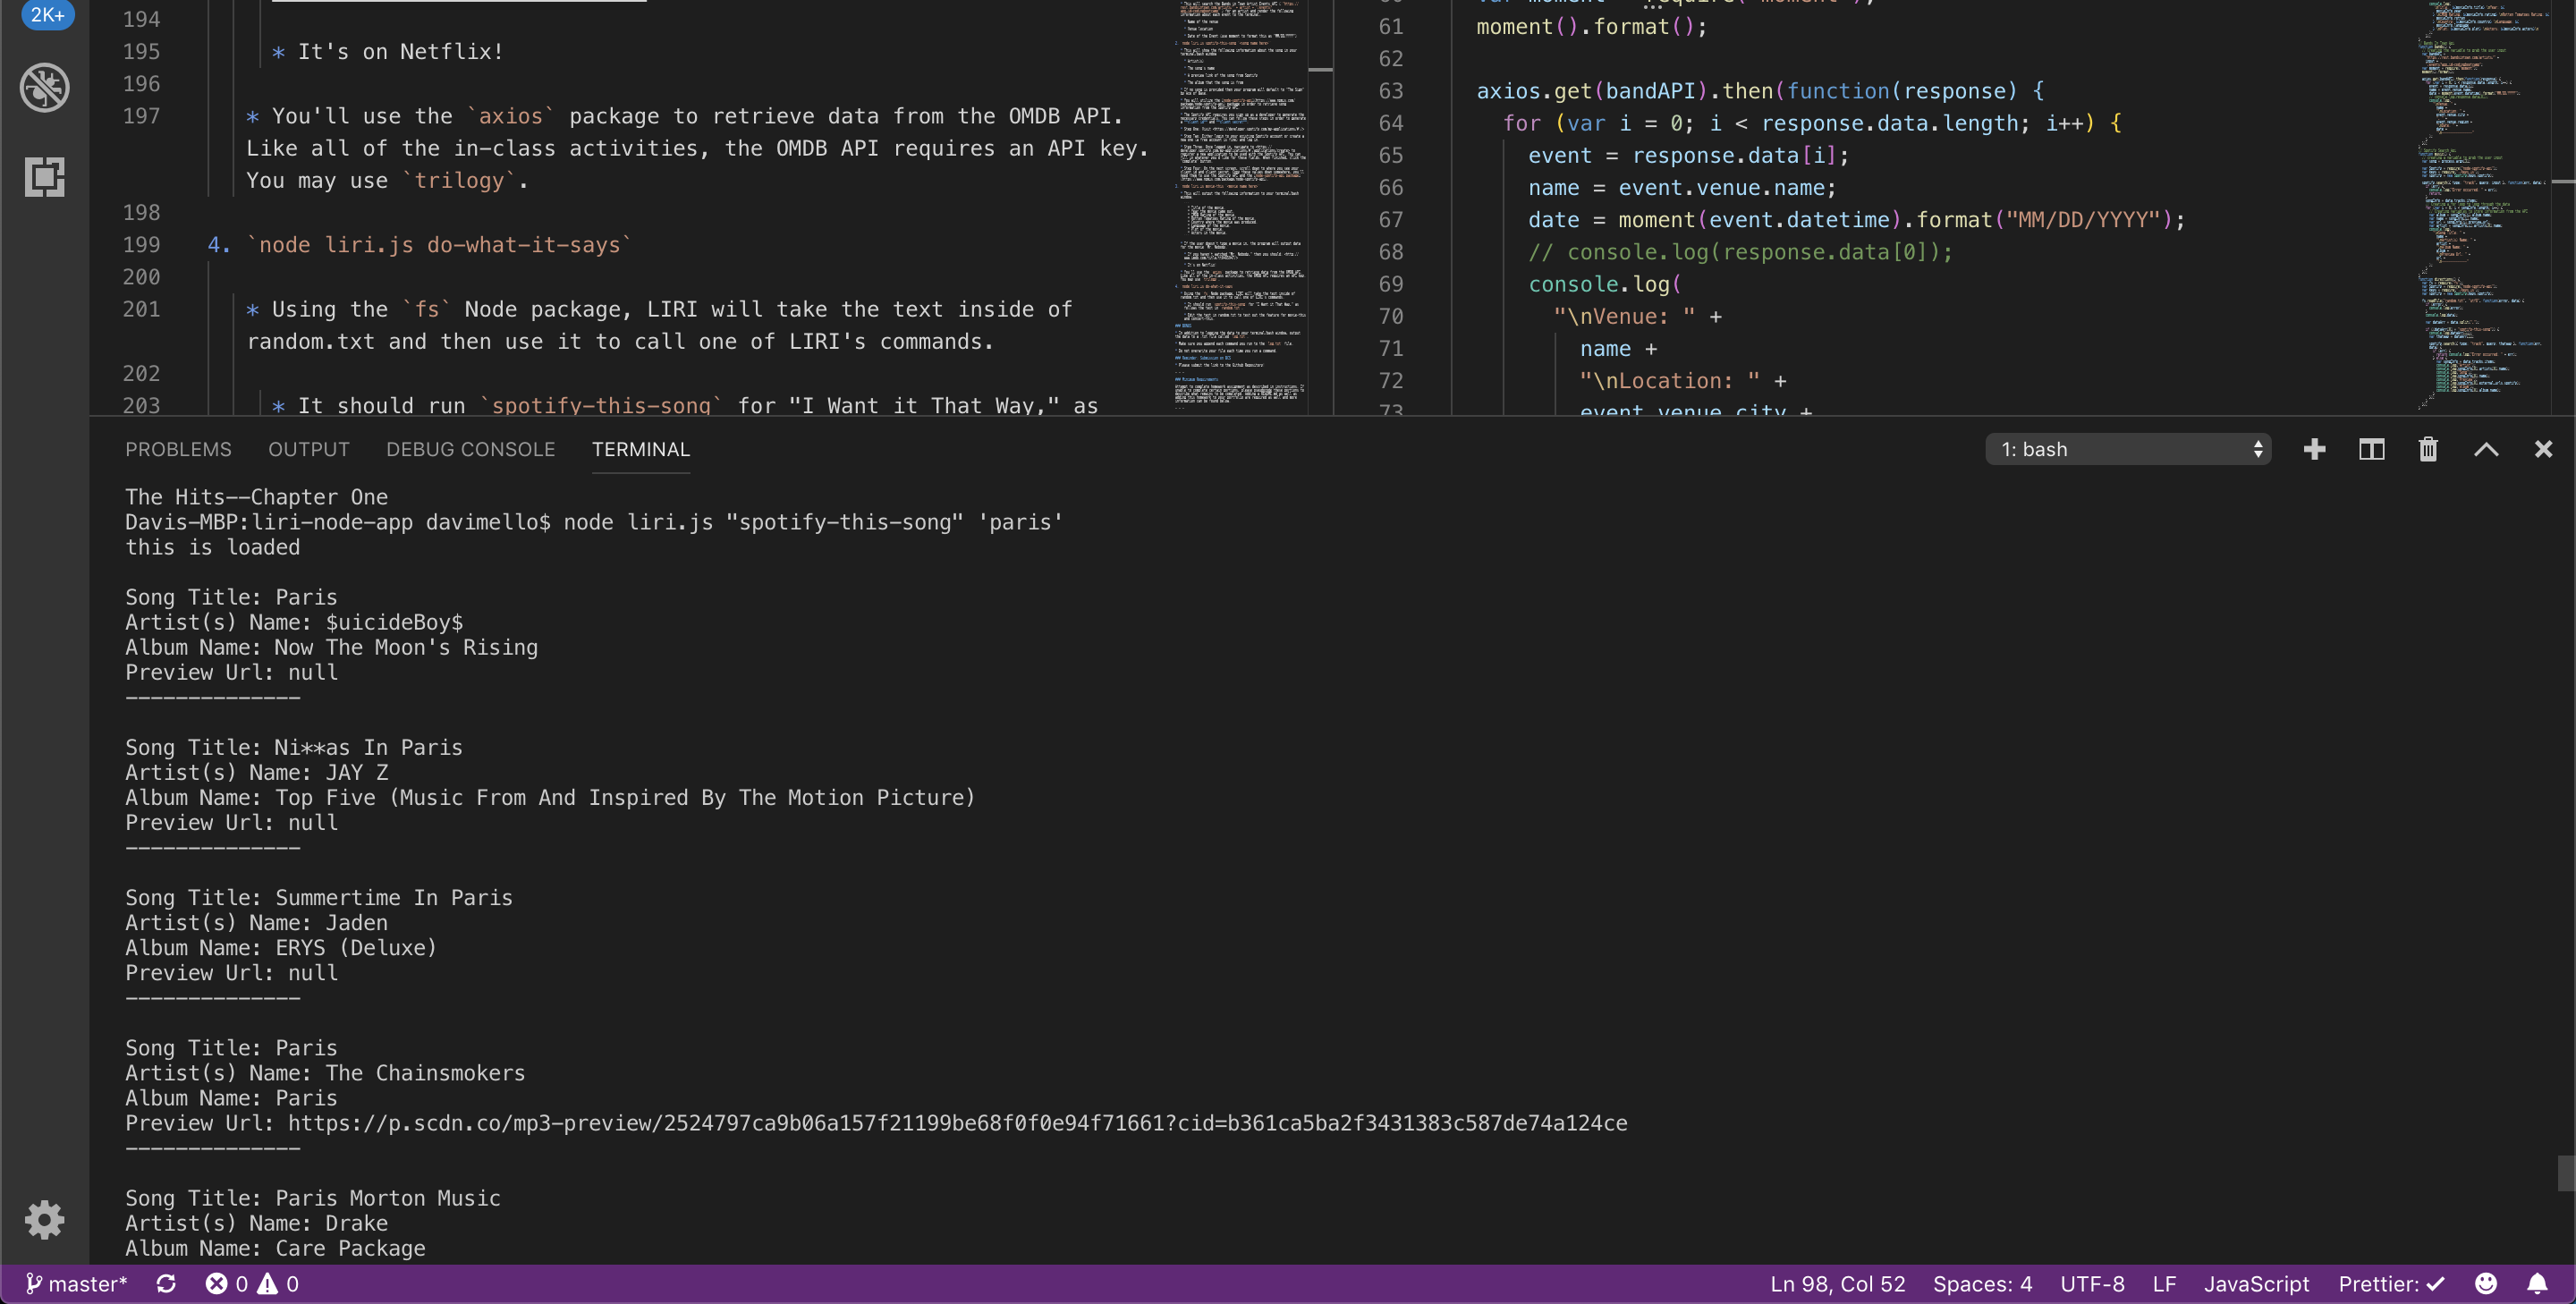 2K+
194
195 * It's on Netflix!
196
197 * You'll use the `axios` package to retrieve data from the OMDB API.
Like all of the in-class activities, the OMDB API requires an API key.
You may use `trilogy`.
198
199 4. `node liri.js do-what-it-says`
200
201 * Using the `fs` Node package, LIRI will take the text inside of
random.txt and then use it to call one of LIRI's commands.
202
203 * It should run `spotify-this-song` for "I Want it That Way," as
61 moment().format();
62
63 axios.get(bandAPI).then(function(response) {
64 for (var i = 0; i < response.data.length; i++) {
65 event = response.data[i];
66 name = event.venue.name;
67 date = moment(event.datetime).format("MM/DD/YYYY");
68 // console.log(response.data[0]);
69 console.log(
70 "\nVenue: " +
71 name +
72 "\nLocation: " +
73 event.venue.city +
PROBLEMS OUTPUT DEBUG CONSOLE TERMINAL 1: bash
The Hits--Chapter One
Davis-MBP:liri-node-app davimello$ node liri.js "spotify-this-song" 'paris'
this is loaded
Song Title: Paris
Artist(s) Name: $uicideBoy$
Album Name: Now The Moon's Rising
Preview Url: null
--------------
Song Title: Ni**as In Paris
Artist(s) Name: JAY Z
Album Name: Top Five (Music From And Inspired By The Motion Picture)
Preview Url: null
--------------
Song Title: Summertime In Paris
Artist(s) Name: Jaden
Album Name: ERYS (Deluxe)
Preview Url: null
--------------
Song Title: Paris
Artist(s) Name: The Chainsmokers
Album Name: Paris
Preview Url: https://p.scdn.co/mp3-preview/2524797ca9b06a157f21199be68f0f0e94f71661?cid=b361ca5ba2f3431383c587de74a124ce
--------------
Song Title: Paris Morton Music
Artist(s) Name: Drake
Album Name: Care Package
master* 0 0 Ln 98, Col 52 Spaces: 4 UTF-8 LF JavaScript Prettier: ✓